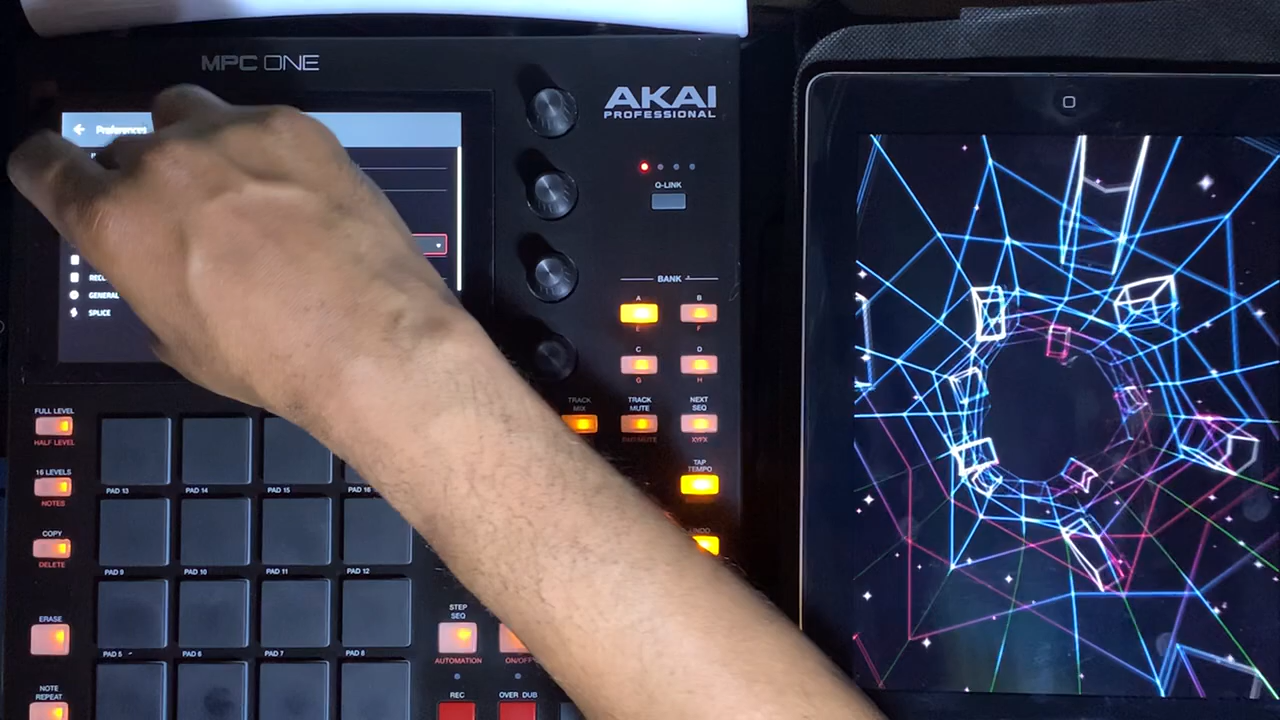 MPC ONE
AKAI
PROFESSIONAL
Preferences
Q-LINK
BANK
A
B
E
F
C
D
G
H
GENERAL
SPLICE
TRACK
MIX
TRACK
MUTE
NEXT
SEQ
XYFX
FULL LEVEL
HALF LEVEL
TAP
TEMPO
16 LEVELS
NOTES
PAD 13
PAD 14
PAD 15
PAD 16
COPY
DELETE
PAD 9
PAD 10
PAD 11
PAD 12
ERASE
STEP
SEQ
AUTOMATION
ON/OFF
PAD 5
PAD 6
PAD 7
PAD 8
NOTE
REPEAT
REC
OVER DUB